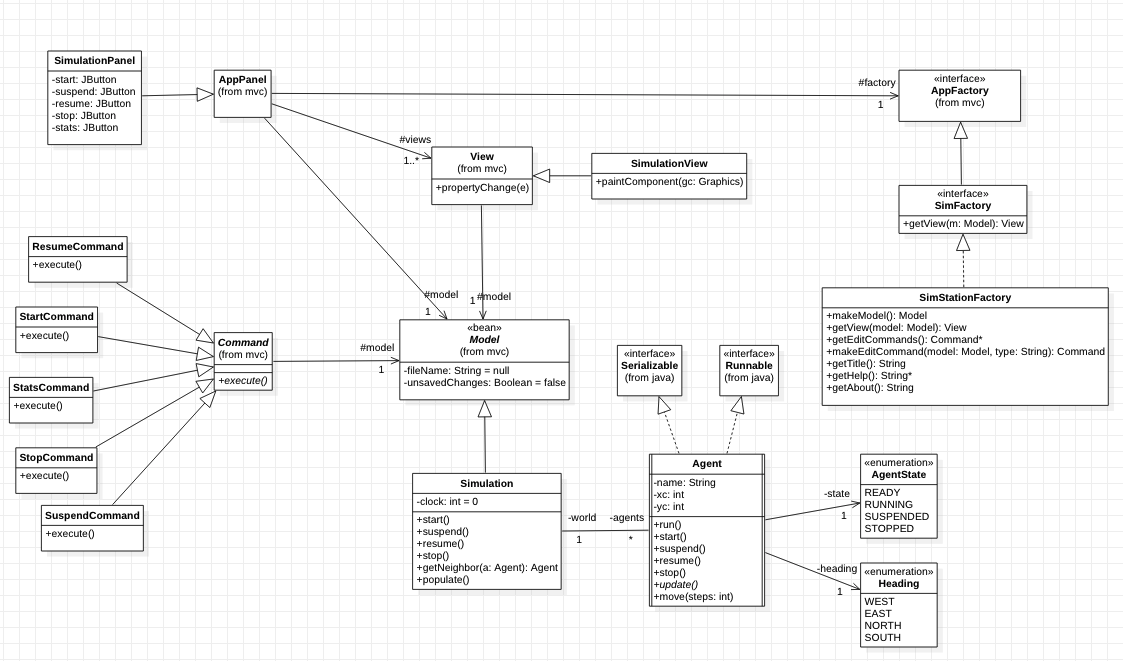 SimulationPanel
-start: JButton
-suspend: JButton
-resume: JButton
-stop: JButton
-stats: JButton
AppPanel
(from mvc)
#factory
1
«interface»
AppFactory
(from mvc)
#views
1..*
View
(from mvc)
+propertyChange(e)
SimulationView
+paintComponent(gc: Graphics)
«interface»
SimFactory
+getView(m: Model): View
ResumeCommand
+execute()
StartCommand
+execute()
StatsCommand
+execute()
StopCommand
+execute()
SuspendCommand
+execute()
Command
(from mvc)
+execute()
#model
1
#model
1
#model
1
«bean»
Model
(from mvc)
-fileName: String = null
-unsavedChanges: Boolean = false
SimStationFactory
+makeModel(): Model
+getView(model: Model): View
+getEditCommands(): Command*
+makeEditCommand(model: Model, type: String): Command
+getTitle(): String
+getHelp(): String*
+getAbout(): String
«interface»
Serializable
(from java)
«interface»
Runnable
(from java)
Simulation
-clock: int = 0
+start()
+suspend()
+resume()
+stop()
+getNeighbor(a: Agent): Agent
+populate()
-world
1
-agents
*
Agent
-name: String
-xc: int
-yc: int
+run()
+start()
+suspend()
+resume()
+stop()
+update()
+move(steps: int)
-state
1
«enumeration»
AgentState
READY
RUNNING
SUSPENDED
STOPPED
-heading
1
«enumeration»
Heading
WEST
EAST
NORTH
SOUTH